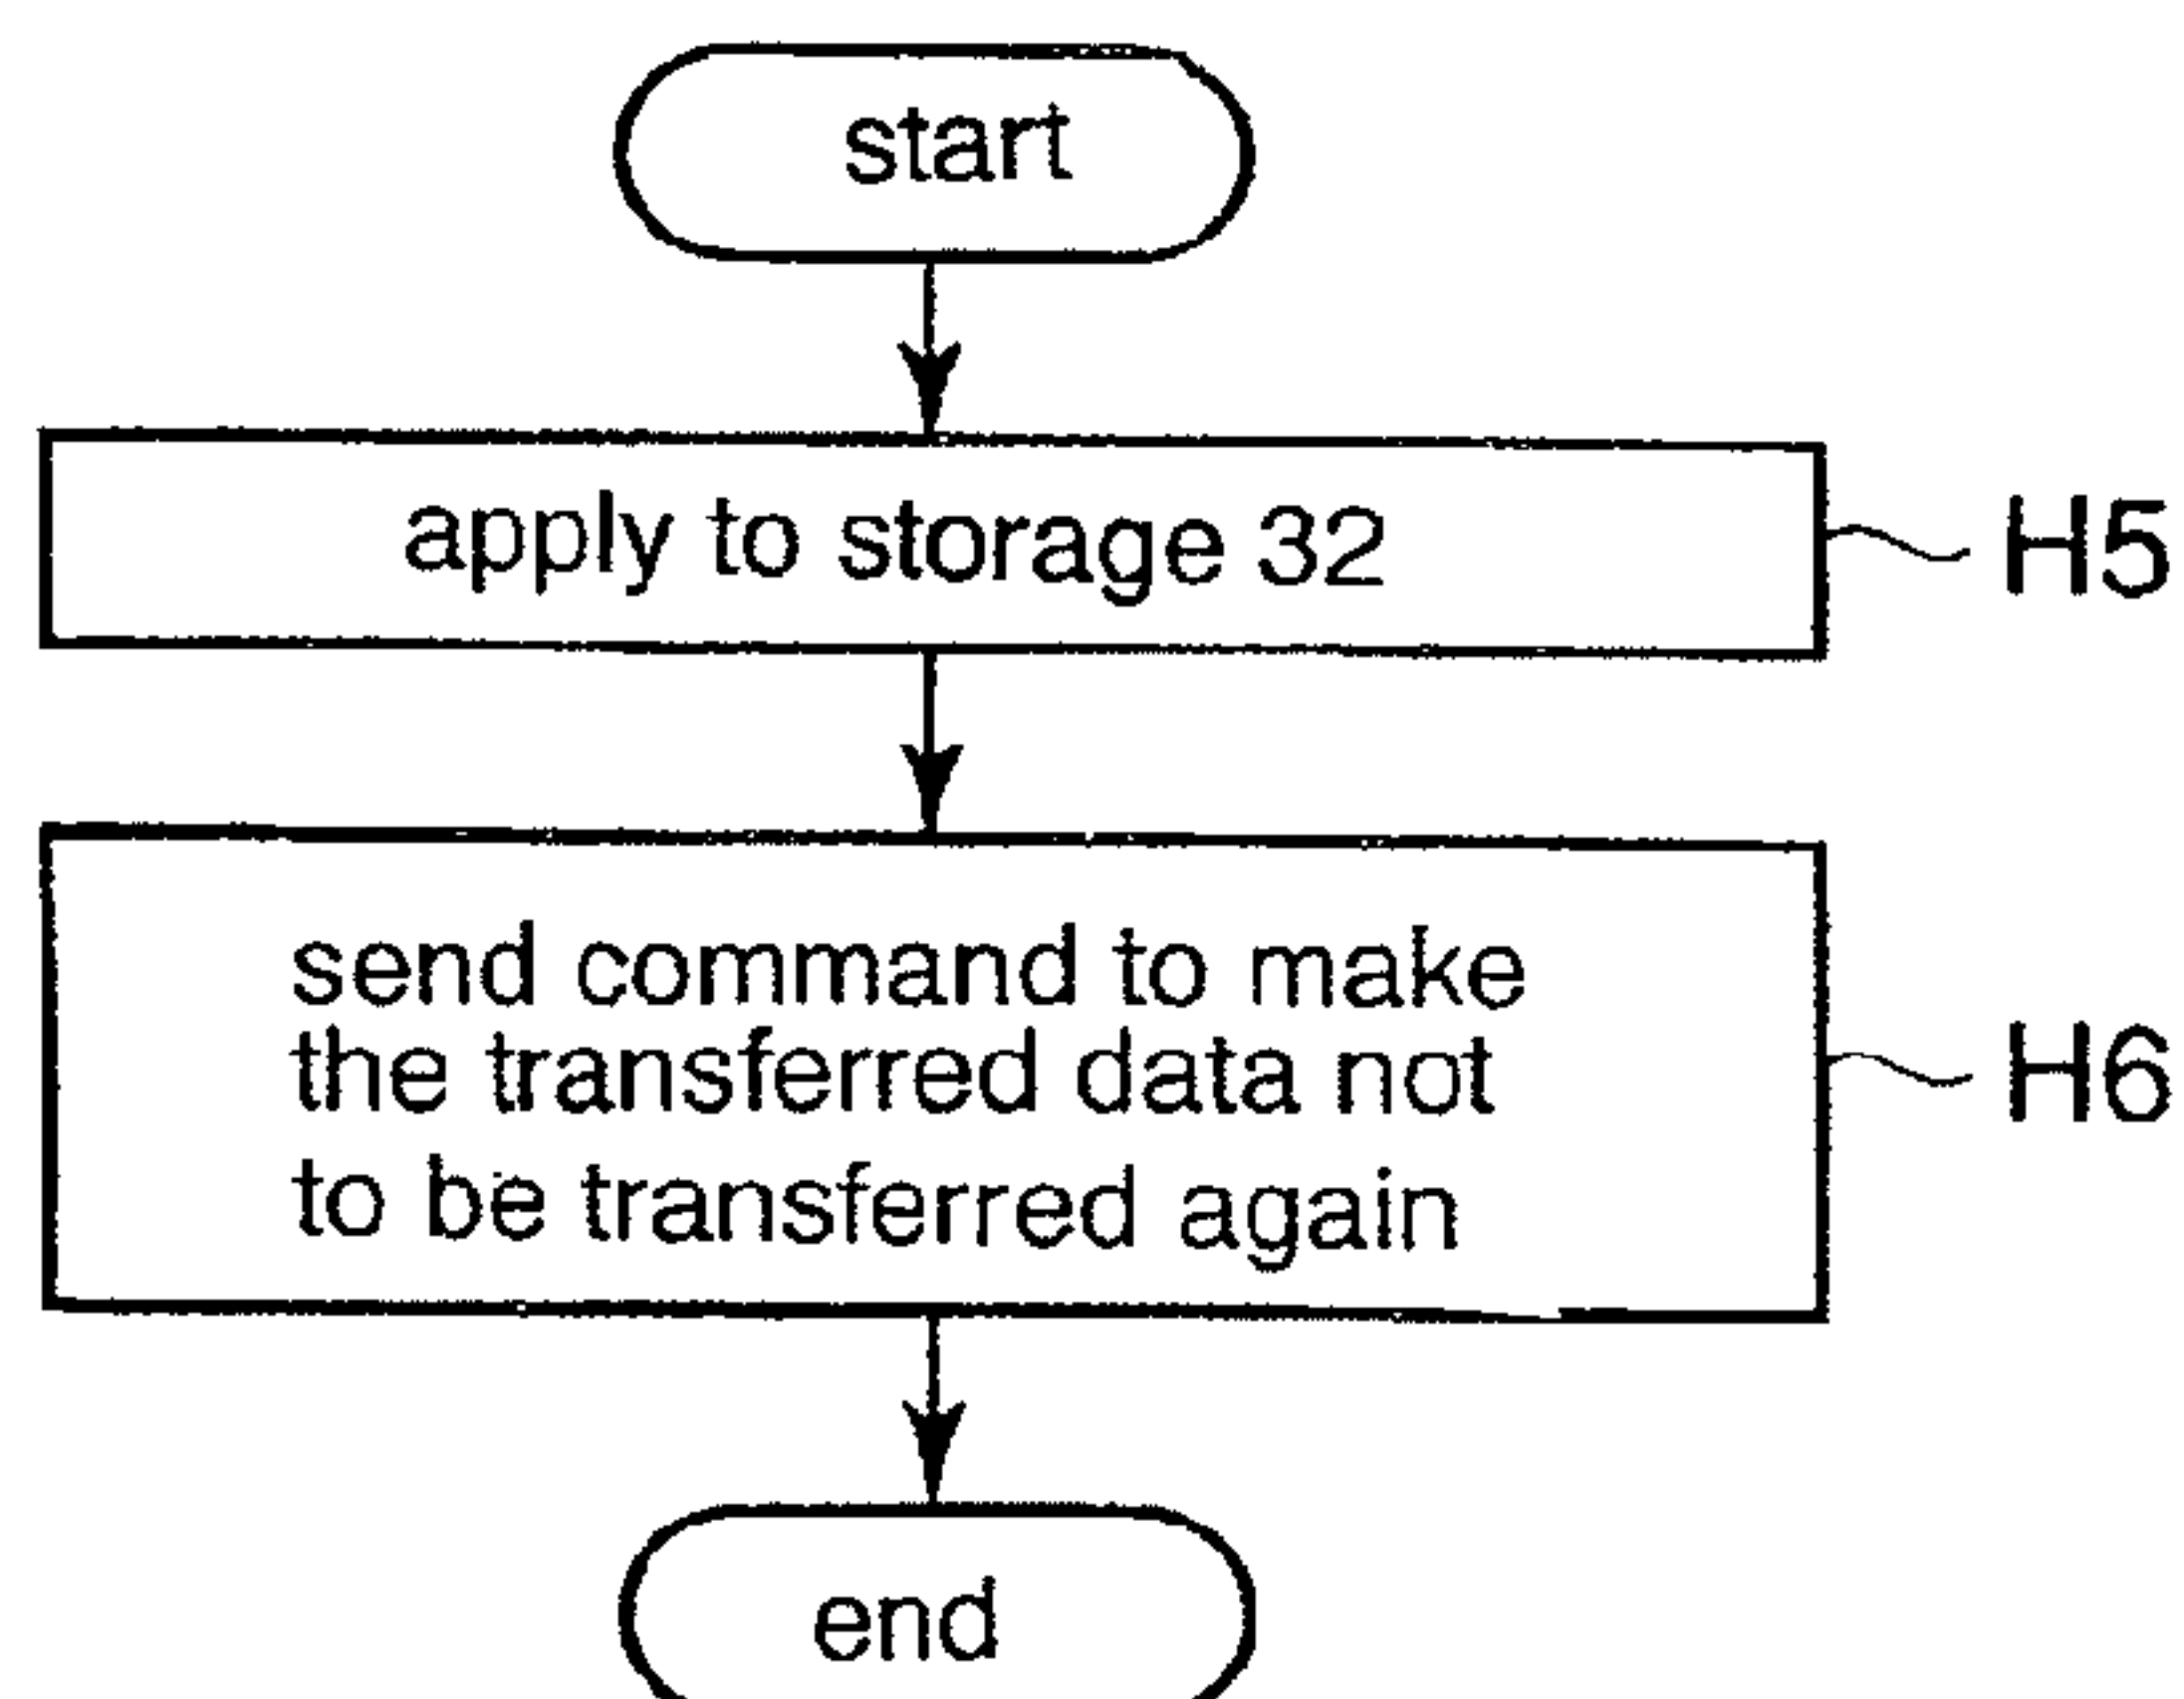 start
apply to storage 32
H5
send command to make
the transferred data not
to be transferred again
H6
end